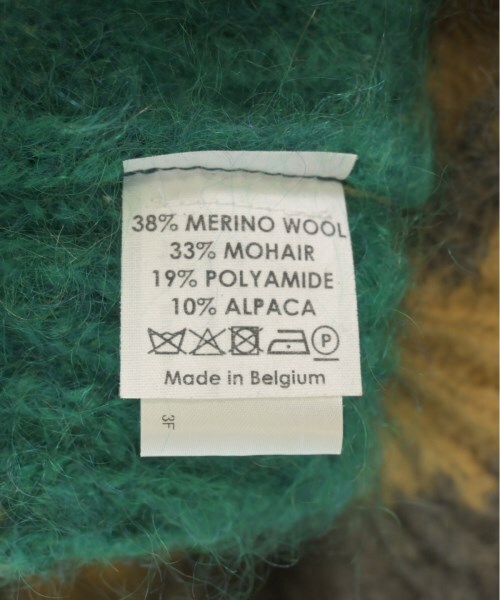 38% MERINO WOOL
33% MOHAIR
19% POLYAMIDE
10% ALPACA
P
Made in Belgium
3F